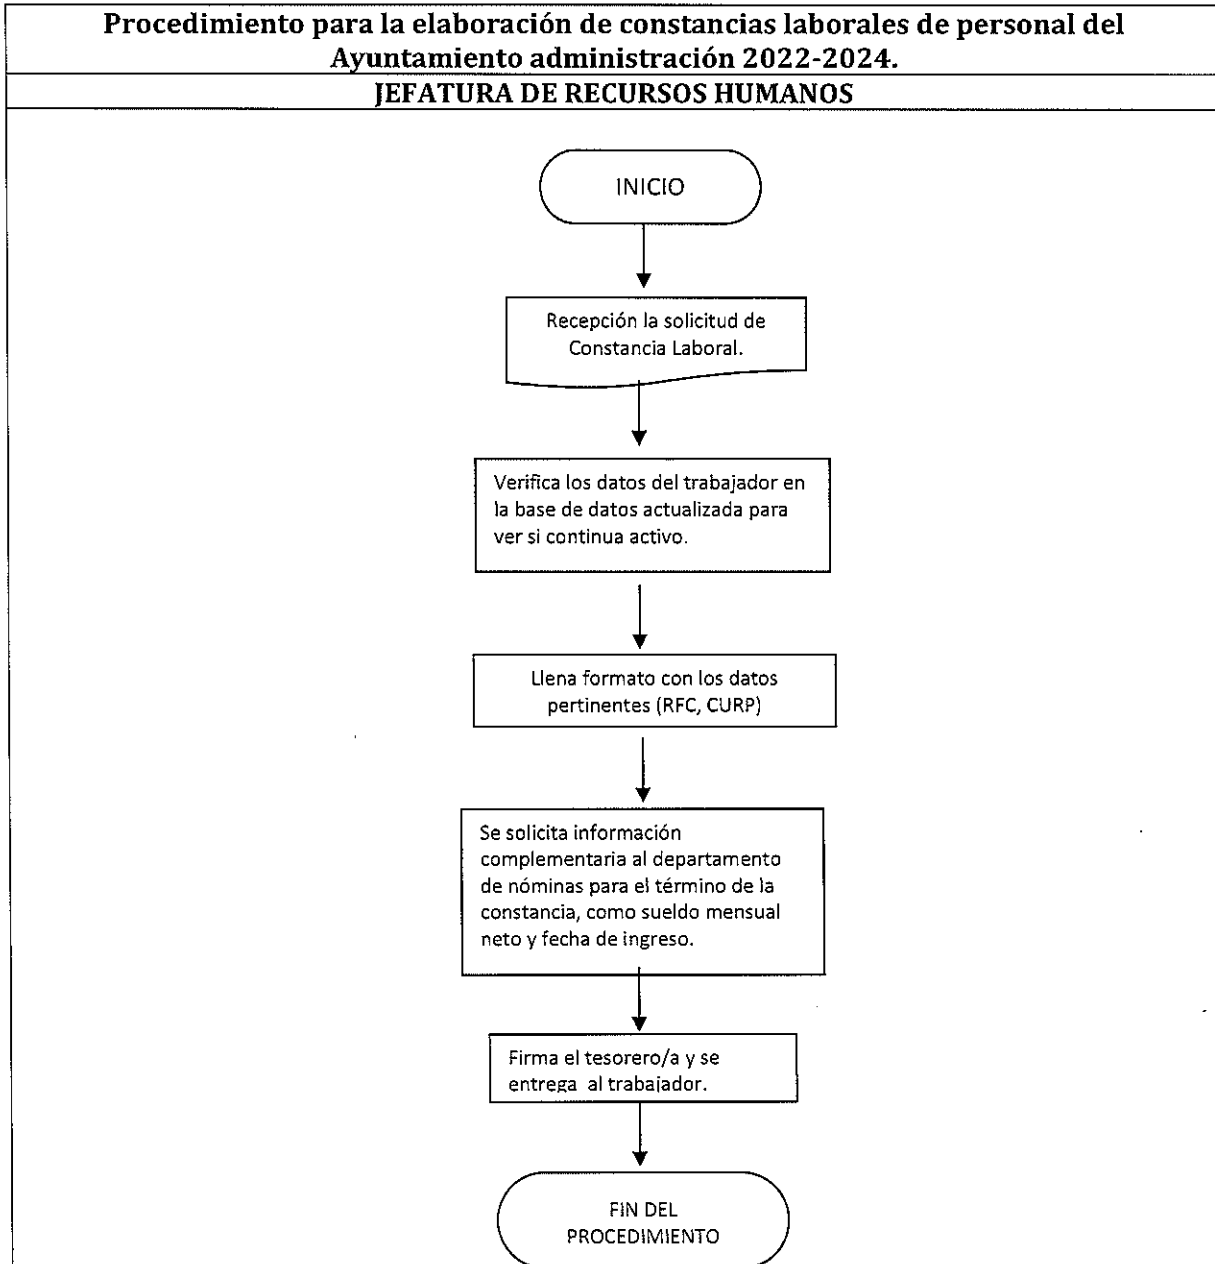 Procedimiento para la elaboración de constancias laborales de personal del
Ayuntamiento administración 2022-2024.
JEFATURA DE RECURSOS HUMANOS
INICIO
Recepción la solicitud de
Constancia Laboral.
Verifica los datos del trabajador en
la base de datos actualizada para
ver si continua activo.
Llena formato con los datos
pertinentes (RFC, CURP)
Se solicita información
complementaria al departamento
de nóminas para el término de la
constancia, como sueldo mensual
neto y fecha de ingreso.
Firma el tesorero/a y se
entrega al trabajador.
FIN DEL
PROCEDIMIENTO